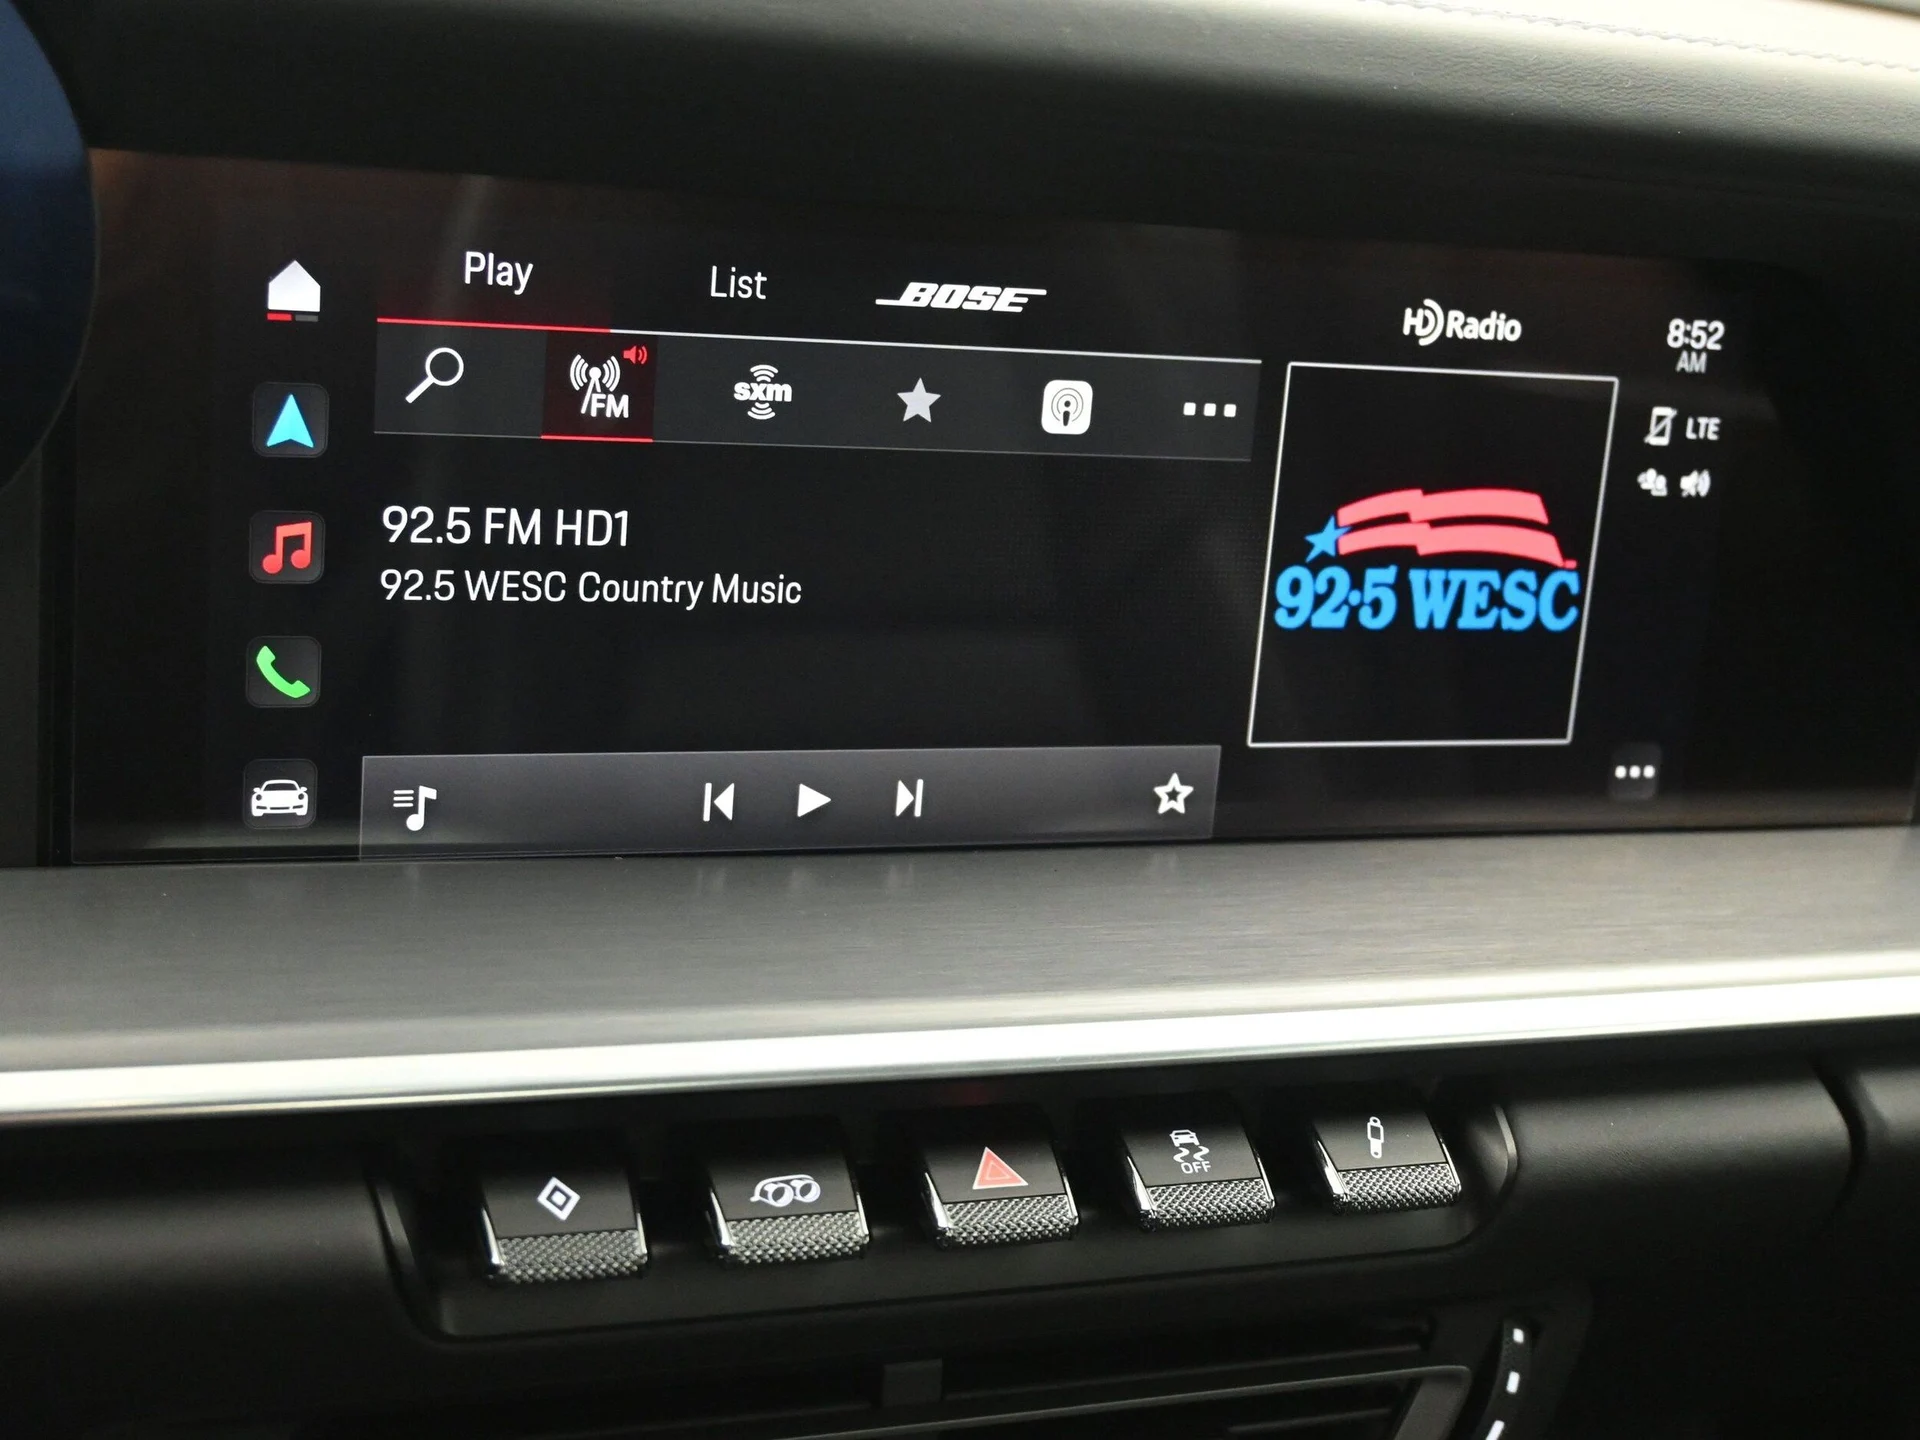 Play
List
BOSE
HD Radio
8:52
AM
FM
sxm
LTE
92.5 FM HD1
92.5 WESC Country Music
92·5 WESC
OFF